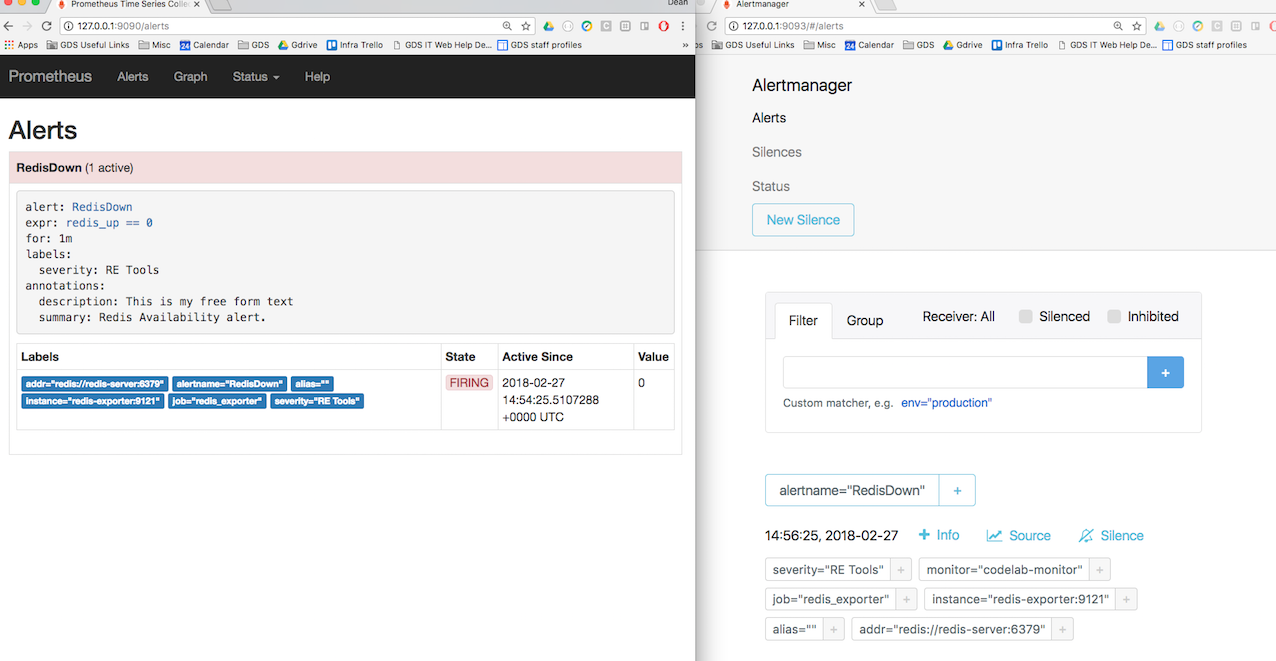 Prometheus Time Series Collec
Dean
127.0.0.1:9090/alerts
Apps GDS Useful Links Misc 24 Calendar GDS Gdrive Infra Trello GDS IT Web Help De... GDS staff profiles »
Prometheus Alerts Graph Status Help
Alerts
RedisDown (1 active)
alert: RedisDown
expr: redis_up == 0
for: 1m
labels:
severity: RE Tools
annotations:
description: This is my free form text
summary: Redis Availability alert.
Labels State Active Since Value
addr="redis://redis-server:6379" alertname="RedisDown" alias=""
instance="redis-exporter:9121" job="redis_exporter" severity="RE Tools"
FIRING
2018-02-27
14:54:25.5107288
+0000 UTC
0
Alertmanager
127.0.0.1:9093/#/alerts
GDS Useful Links Misc 24 Calendar GDS Gdrive Infra Trello GDS IT Web Help De... GDS staff profiles
Alertmanager
Alerts
Silences
Status
New Silence
Filter Group Receiver: All Silenced Inhibited
+
Custom matcher, e.g. env="production"
alertname="RedisDown" +
14:56:25, 2018-02-27 + Info Source Silence
severity="RE Tools" + monitor="codelab-monitor" +
job="redis_exporter" + instance="redis-exporter:9121" +
alias="" + addr="redis://redis-server:6379" +